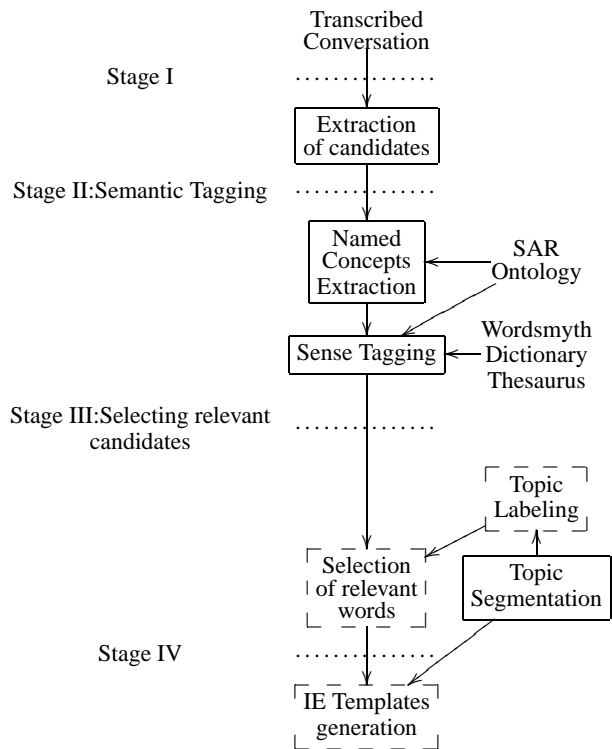 Transcribed
Conversation
Stage I
Extraction
of candidates
Stage II:Semantic Tagging
Named
Concepts
Extraction
SAR
Ontology
Sense Tagging
Wordsmyth
Dictionary
Thesaurus
Stage III:Selecting relevant
candidates
Topic
Labeling
Selection
of relevant
words
Topic
Segmentation
Stage IV
IE Templates
generation